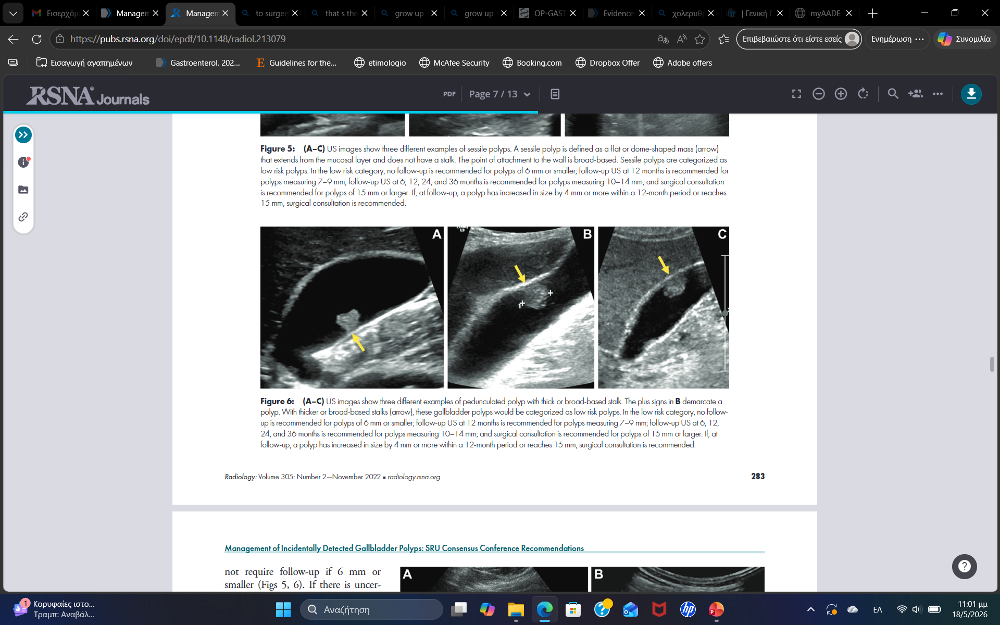 Εισερχόμ
Managem
Managem
to surger
that s the
grow up -
grow up -
OP-GAST
Evidence
χολερυθρ
| Γενική Γ
myAADE
https://pubs.rsna.org/doi/epdf/10.1148/radiol.213079
Επιβεβαιώστε ότι είστε εσείς
Ενημέρωση
Συνομιλία
Εισαγωγή αγαπημένων
Gastroenterol. 202...
Guidelines for the...
etimologio
McAfee Security
Booking.com
Dropbox Offer
Adobe offers
RSNA® Journals
PDF
Page 7 / 13
Figure 5: (A–C) US images show three different examples of sessile polyps. A sessile polyp is defined as a flat or dome-shaped mass (arrow)
that extends from the mucosal layer and does not have a stalk. The point of attachment to the wall is broad-based. Sessile polyps are categorized as
low risk polyps. In the low risk category, no follow-up is recommended for polyps of 6 mm or smaller; follow-up US at 12 months is recommended for
polyps measuring 7–9 mm; follow-up US at 6, 12, 24, and 36 months is recommended for polyps measuring 10–14 mm; and surgical consultation
is recommended for polyps of 15 mm or larger. If, at follow-up, a polyp has increased in size by 4 mm or more within a 12-month period or reaches
15 mm, surgical consultation is recommended.
A
B
C
LOGIQ
E9
Figure 6: (A–C) US images show three different examples of pedunculated polyp with thick or broad-based stalk. The plus signs in B demarcate a
polyp. With thicker or broad-based stalks (arrow), these gallbladder polyps would be categorized as low risk polyps. In the low risk category, no follow-
up is recommended for polyps of 6 mm or smaller; follow-up US at 12 months is recommended for polyps measuring 7–9 mm; follow-up US at 6, 12,
24, and 36 months is recommended for polyps measuring 10–14 mm; and surgical consultation is recommended for polyps of 15 mm or larger. If, at
follow-up, a polyp has increased in size by 4 mm or more within a 12-month period or reaches 15 mm, surgical consultation is recommended.
Radiology: Volume 305: Number 2—November 2022 ▪ radiology.rsna.org
283
Management of Incidentally Detected Gallbladder Polyps: SRU Consensus Conference Recommendations
not require follow-up if 6 mm or
smaller (Figs 5, 6). If there is uncer-
A
B
1
Κορυφαίες ιστο...
Τραμπ: Αναβάλ...
Αναζήτηση
ΕΛ
11:01 μμ
18/5/2026